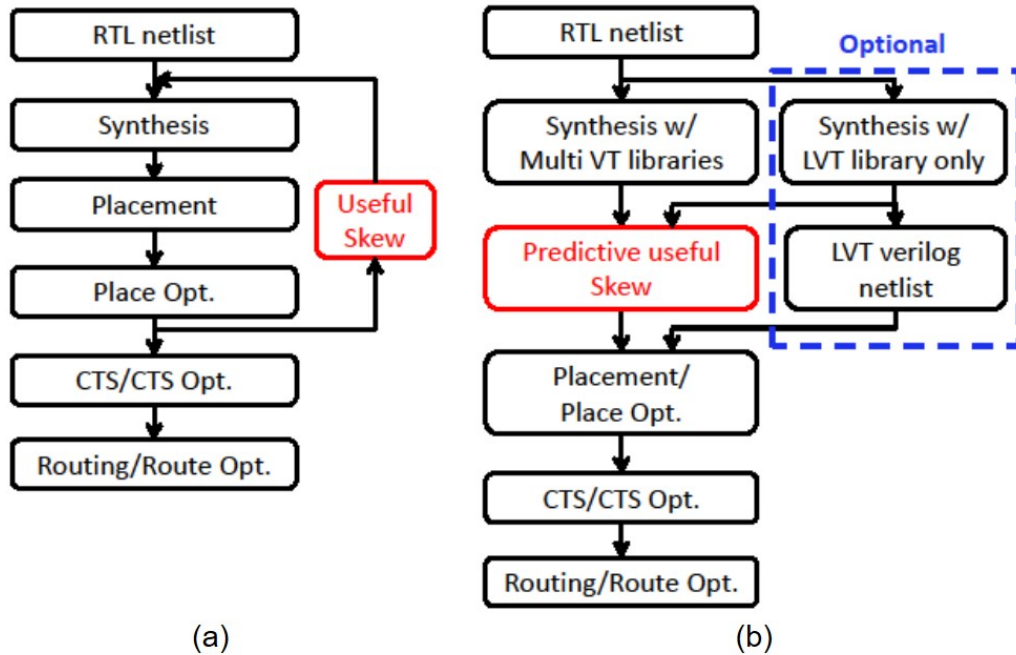 RTL netlist
Synthesis
Placement
Useful
Skew
Place Opt.
CTS/CTS Opt.
Routing/Route Opt.
(a)
RTL netlist
Optional
Synthesis w/
Multi VT libraries
Synthesis w/
LVT library only
Predictive useful
Skew
LVT verilog
netlist
Placement/
Place Opt.
CTS/CTS Opt.
Routing/Route Opt.
(b)